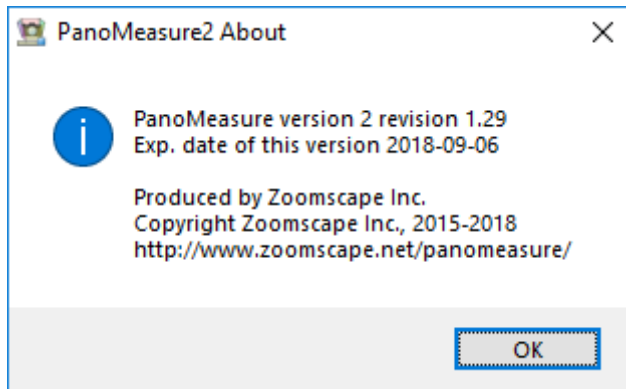 PanoMeasure2 About
PanoMeasure version 2 revision 1.29
Exp. date of this version 2018-09-06
Produced by Zoomscape Inc.
Copyright Zoomscape Inc., 2015-2018
http://www.zoomscape.net/panomeasure/
OK